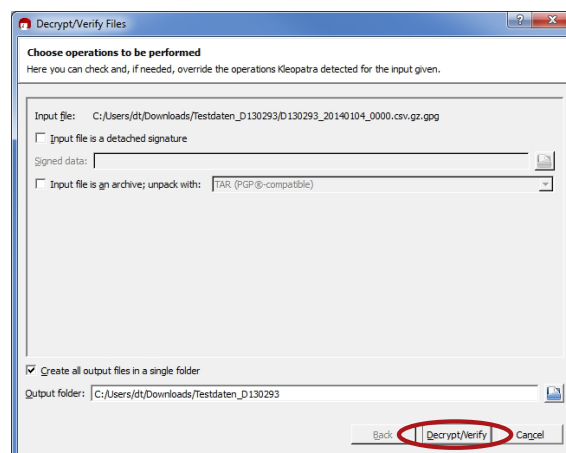 Decrypt/Verify Files
Choose operations to be performed
Here you can check and, if needed, override the operations Kleopatra detected for the input given.
Input file: C:/Users/dt/Downloads/Testdaten_D130293/D130293_20140104_0000.csv.gz.gpg
Input file is a detached signature
Signed data:
Input file is an archive; unpack with: TAR (PGP®-compatible)
Create all output files in a single folder
Output folder: C:/Users/dt/Downloads/Testdaten_D130293
Back Decrypt/Verify Cancel